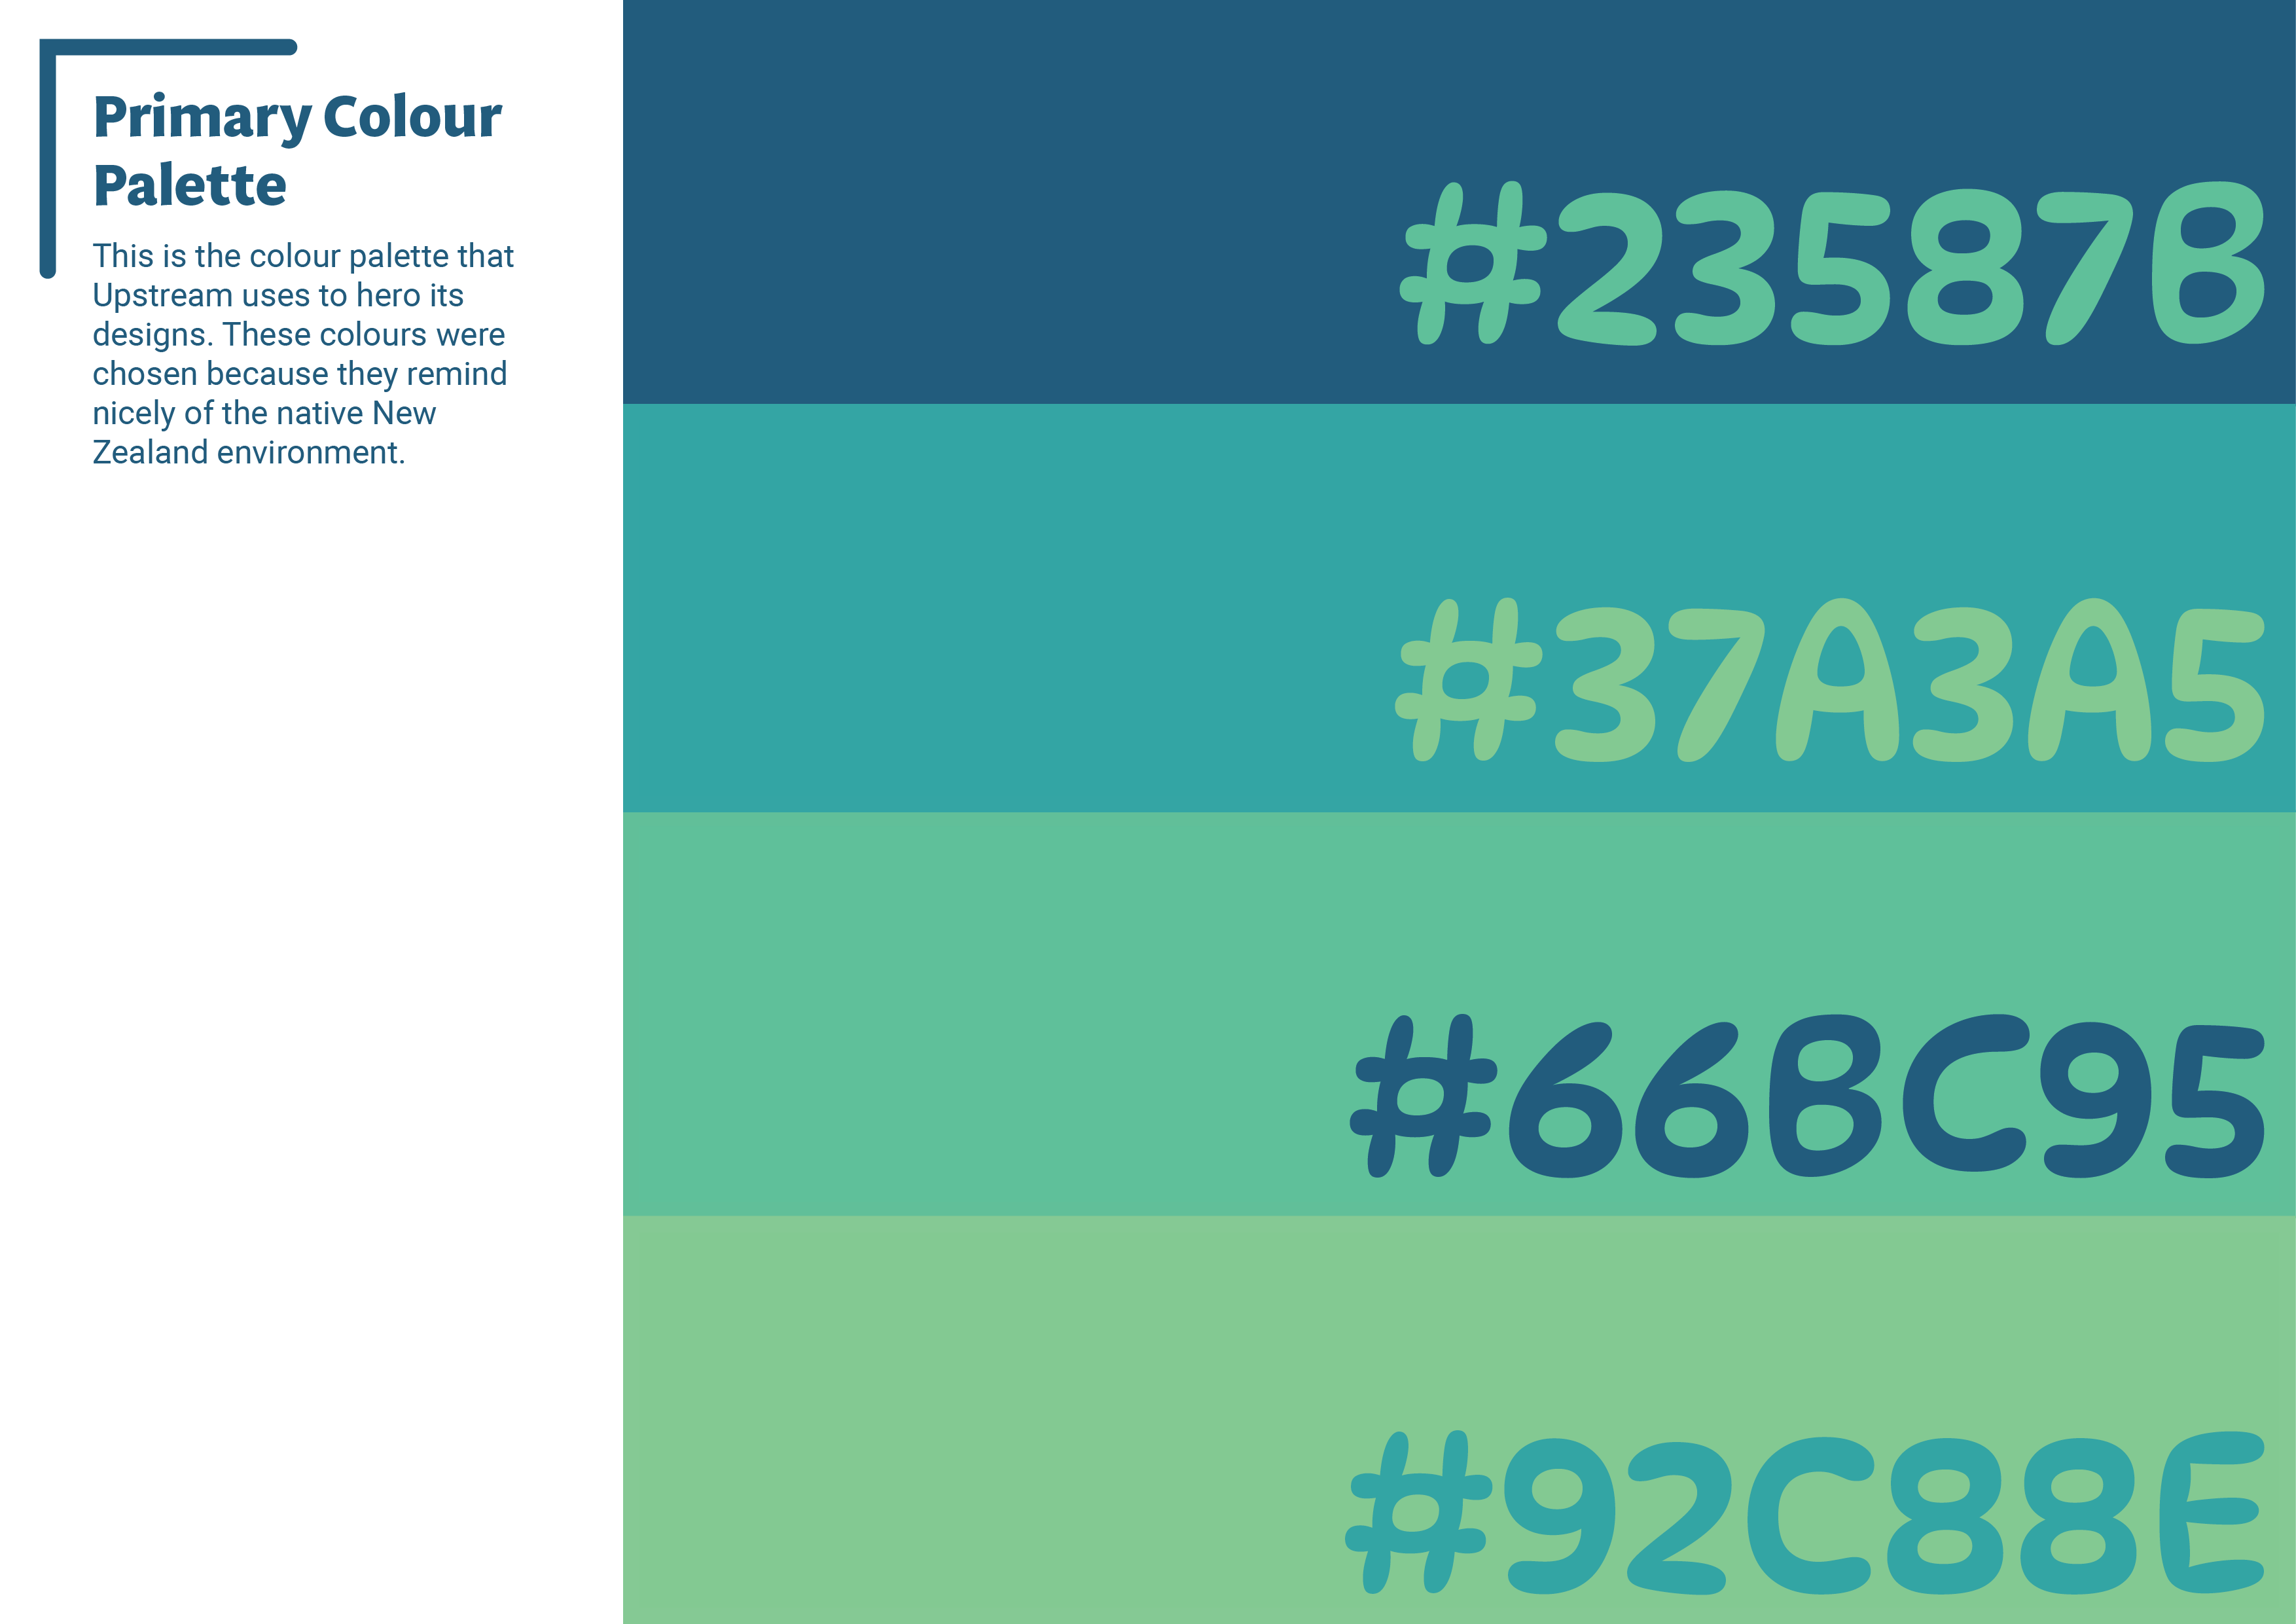 Primary Colour
Palette
This is the colour palette that
Upstream uses to hero its
designs. These colours were
chosen because they remind
nicely of the native New
Zealand environment.
#23587B
#37A3A5
#66BC95
#92C88E